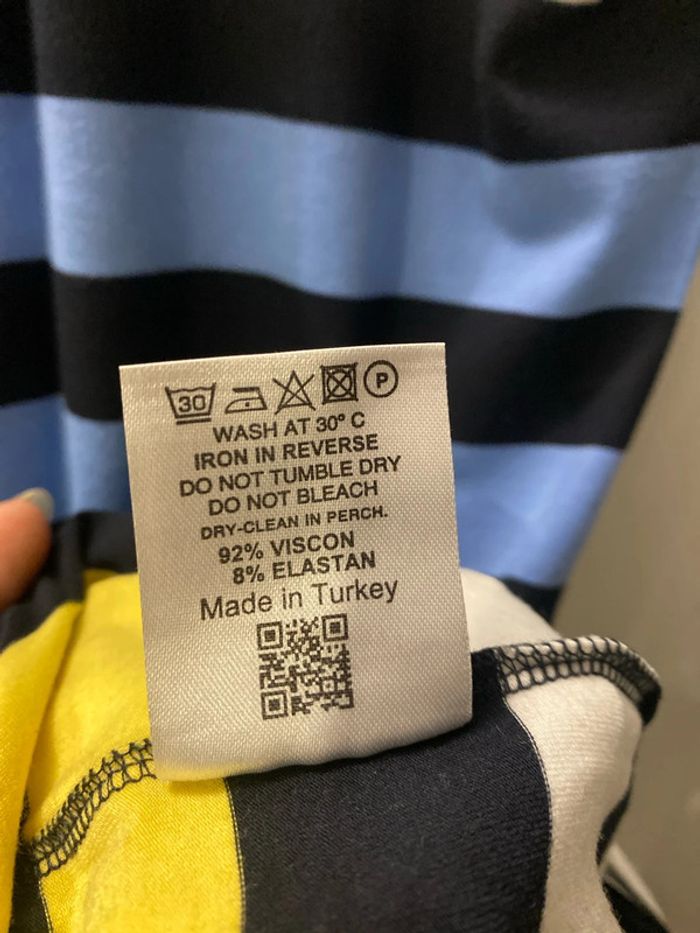 30 P
WASH AT 30° C
IRON IN REVERSE
DO NOT TUMBLE DRY
DO NOT BLEACH
DRY-CLEAN IN PERCH.
92% VISCON
8% ELASTAN
Made in Turkey